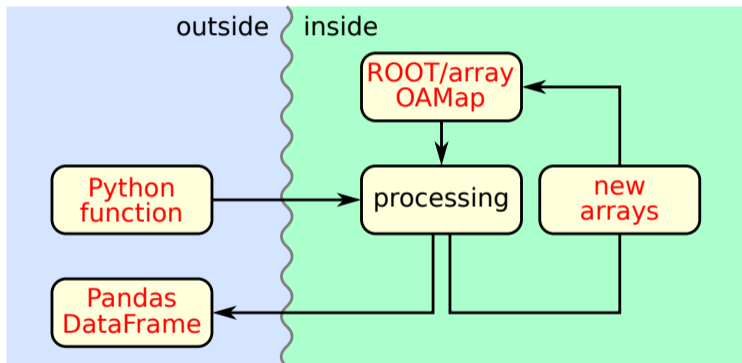 outside
inside
ROOT/array
OAMap
Python
function
processing
new
arrays
Pandas
DataFrame